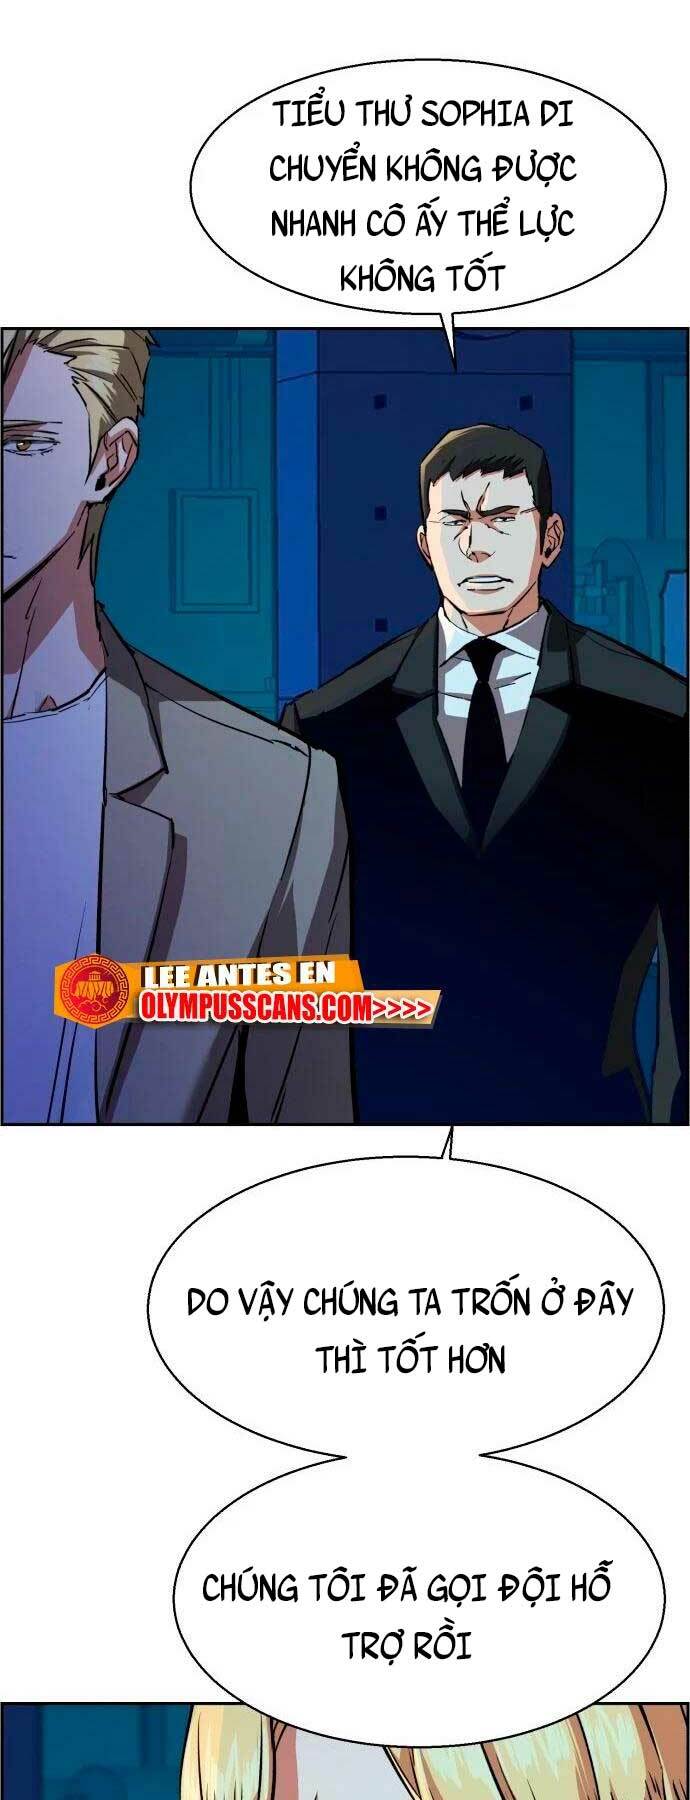 TIỂU THƯ SOPHIA DI
CHUYỂN KHÔNG ĐƯỢC
NHANH CÔ ẤY THỂ LỰC
KHÔNG TỐT
LEE ANTES EN
OLYMPUSSCANS.COM>>>>
DO VẬY CHÚNG TA TRỐN Ở ĐÂY
THÌ TỐT HƠN
CHÚNG TÔI ĐÃ GỌI ĐỘI HỖ
TRỢ RỒI